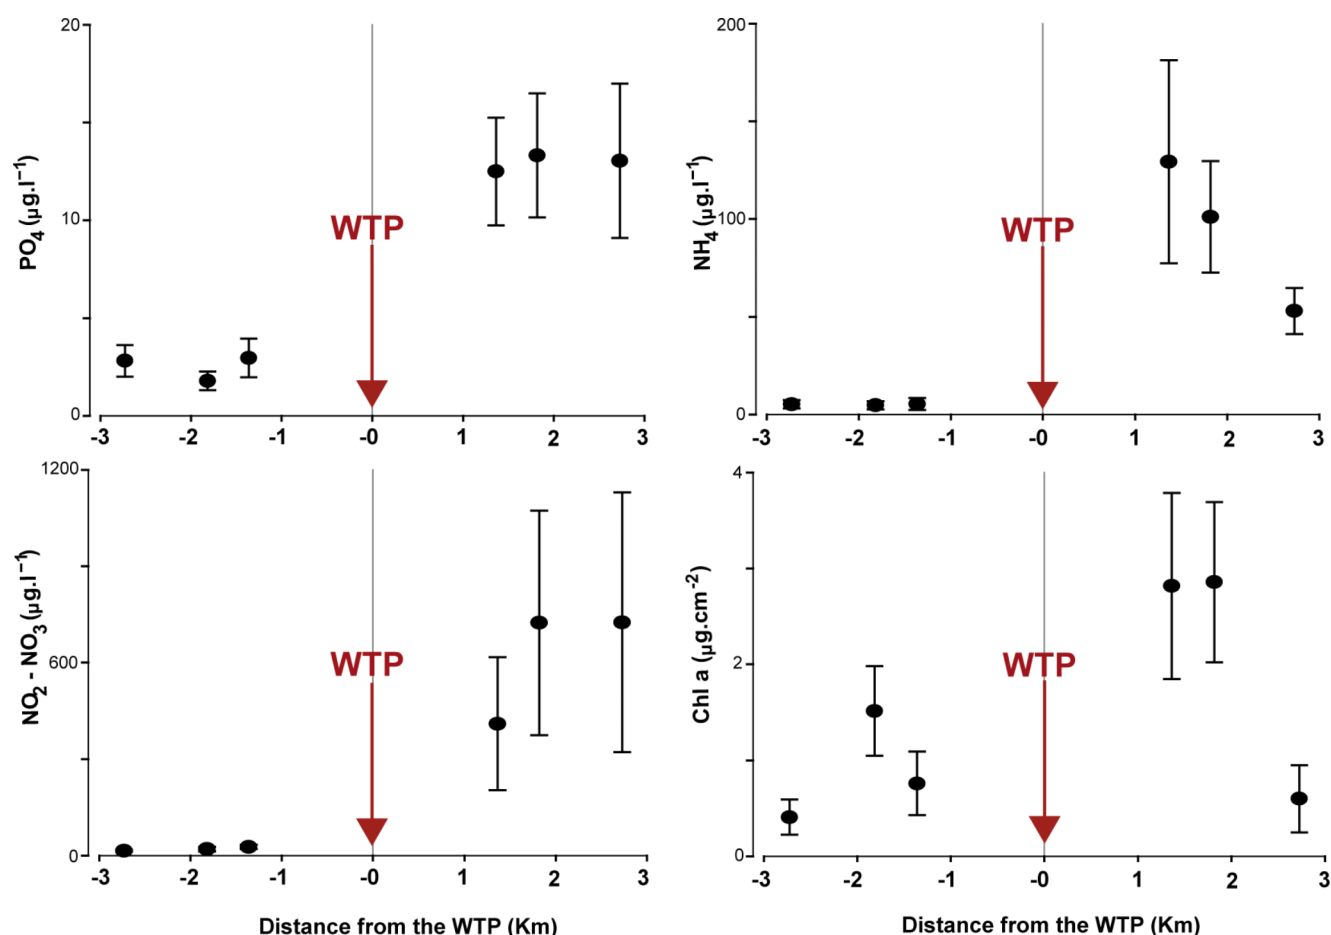 20
10
0
PO4 (µg.l−1)
WTP
-3 -2 -1 -0 1 2 3
200
100
0
NH4 (µg.l−1)
WTP
-3 -2 -1 -0 1 2 3
1200
600
0
NO2 - NO3 (µg.l−1)
WTP
-3 -2 -1 -0 1 2 3
Distance from the WTP (Km)
4
2
0
Chl a (µg.cm-2)
WTP
-3 -2 -1 -0 1 2 3
Distance from the WTP (Km)